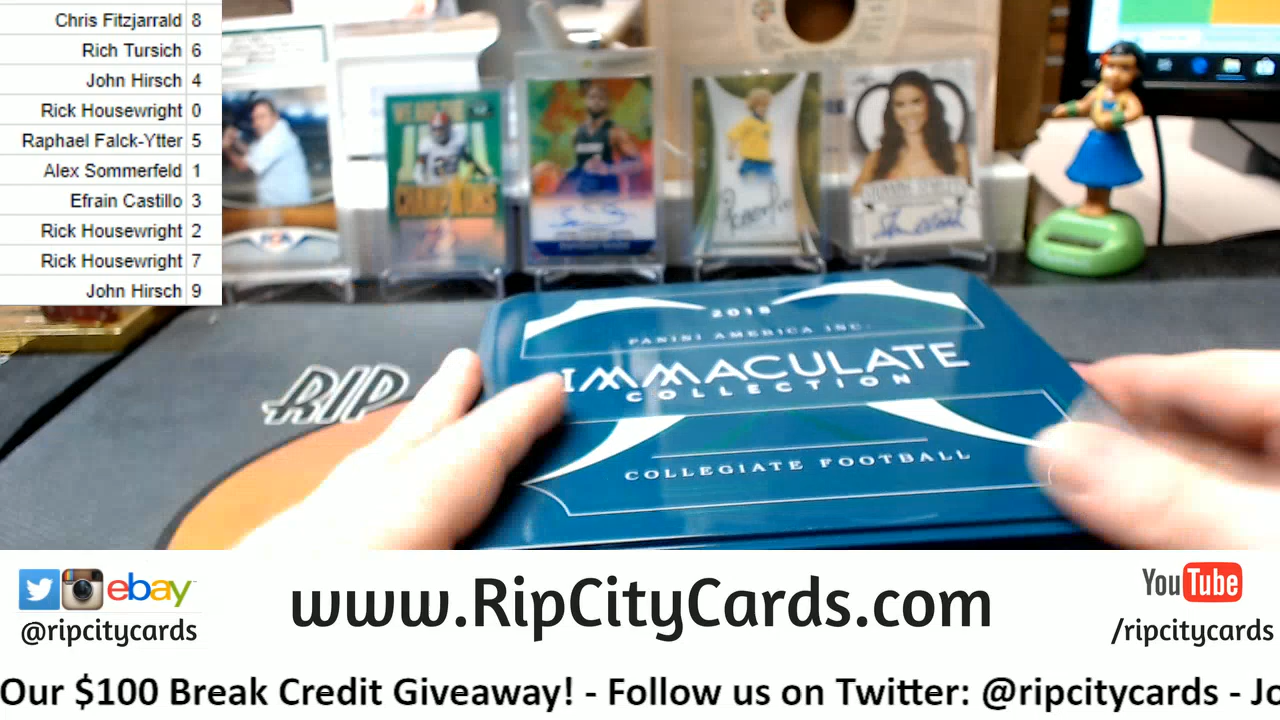 Chris Fitzjarrald 8
Rich Tursich 6
John Hirsch 4
Rick Housewright 0
Raphael Falck-Ytter 5
Alex Sommerfeld 1
Efrain Castillo 3
Rick Housewright 2
Rick Housewright 7
John Hirsch 9
RIP
2018
PANINI AMERICA INC.
IMMACULATE
COLLECTION
COLLEGIATE FOOTBALL
ebay
@ripcitycards
www.RipCityCards.com
YouTube
/ripcitycards
Our $100 Break Credit Giveaway! - Follow us on Twitter: @ripcitycards - Jo